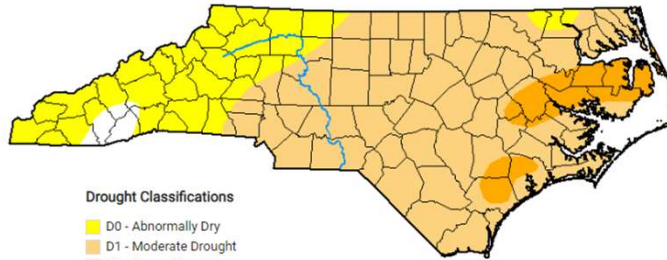 Drought Classifications
D0 - Abnormally Dry
D1 - Moderate Drought